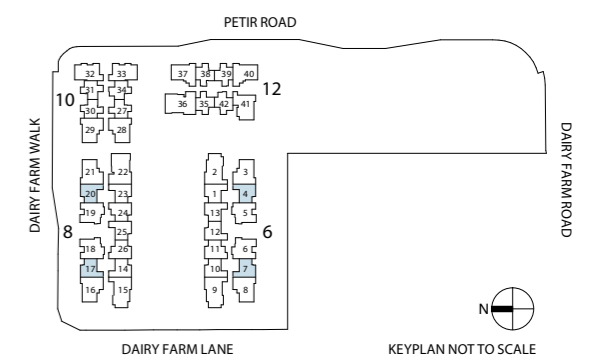 PETIR ROAD
32 33 37 38 39 40
31 34
10 12
30 27 36 35 42 41
29 28
DAIRY FARM WALK
DAIRY FARM ROAD
21 22 2 3
20 23 1 4
19 24 13 5
8 25 12 6
18 26 11 6
17 14 10 7
16 15 9 8
N
DAIRY FARM LANE
KEYPLAN NOT TO SCALE